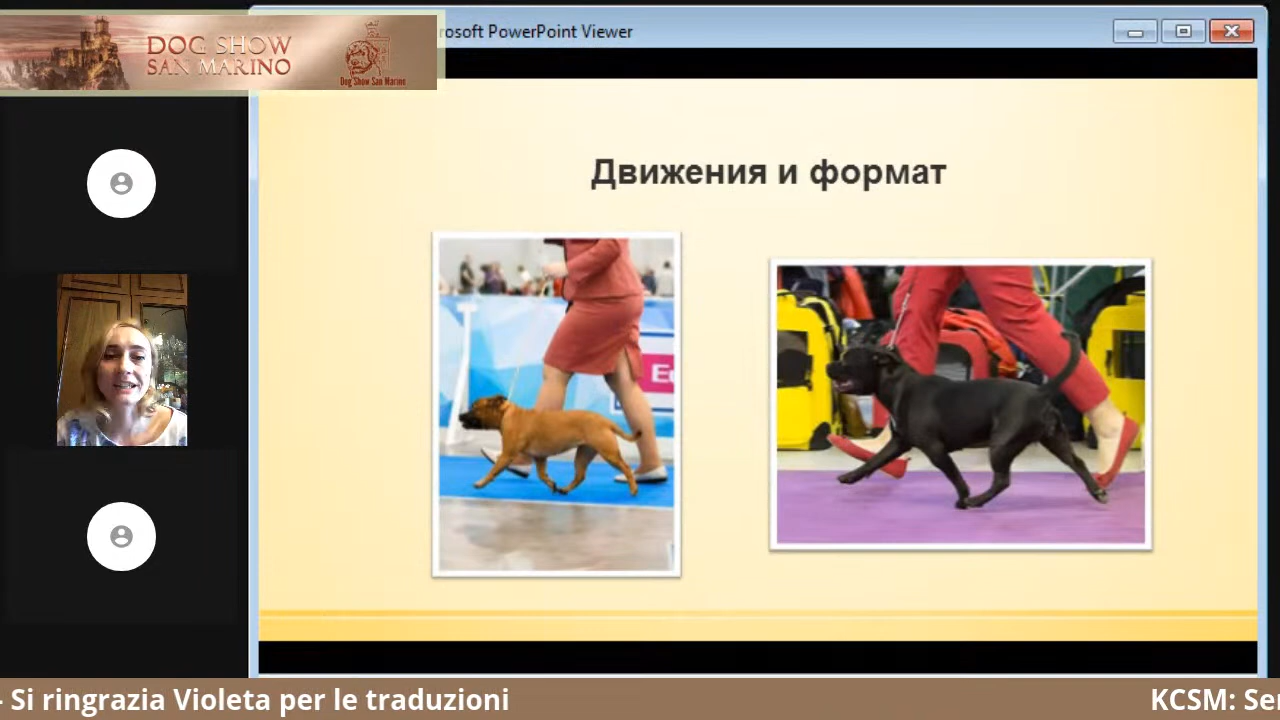 rosoft PowerPoint Viewer
DOG SHOW
SAN MARINO
Dog Show San Marino
Движения и формат
- Si ringrazia Violeta per le traduzioni
KCSM: Ser